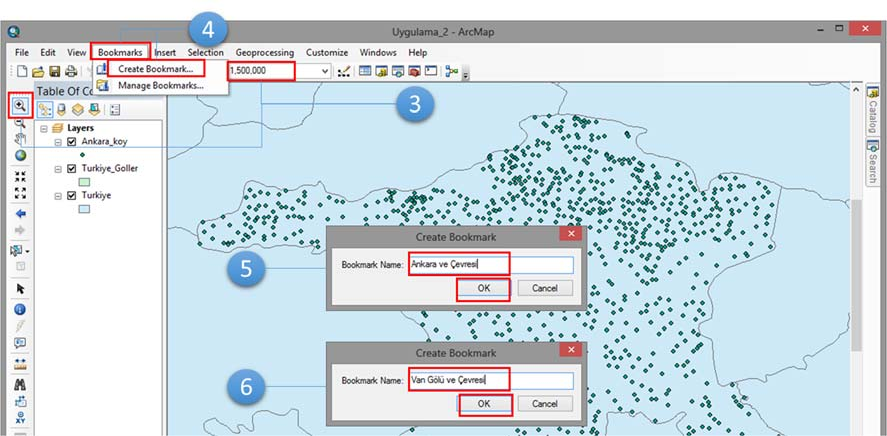 4
Uygulama_2 - ArcMap
File Edit View Bookmarks Insert Selection Geoprocessing Customize Windows Help
Create Bookmark...
1,500,000
Manage Bookmarks...
3
Table Of Co
Layers
Ankara_koy
Turkiye_Goller
Turkiye
Catalog
Search
Create Bookmark
5
Bookmark Name: Ankara ve Çevresi
OK Cancel
Create Bookmark
6
Bookmark Name: Van Gölü ve Çevresi
OK Cancel
XY